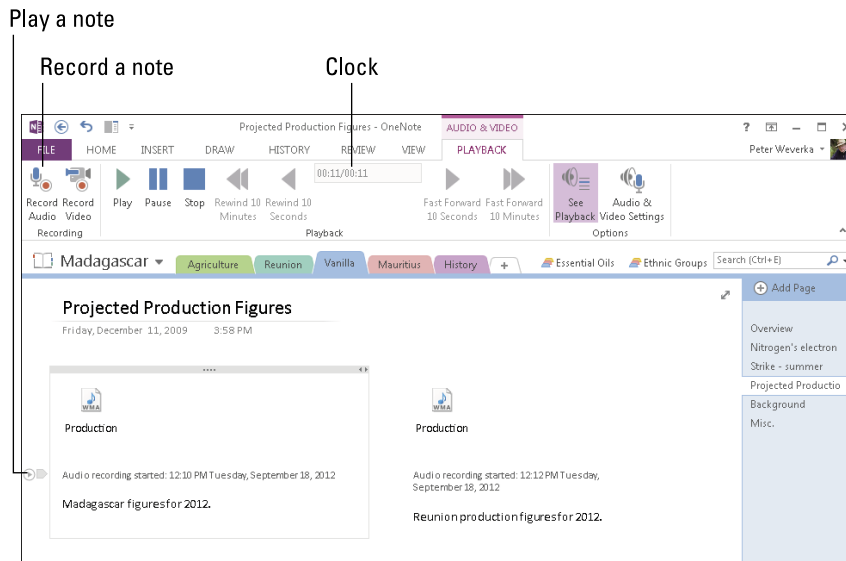 Play a note
Record a note
Clock
Projected Production Figures - OneNote
AUDIO & VIDEO
?
FILE
HOME
INSERT
DRAW
HISTORY
REVIEW
VIEW
PLAYBACK
Peter Weverka
00:11/00:11
Record
Audio
Record
Video
Play
Pause
Stop
Rewind 10
Minutes
Rewind 10
Seconds
Fast Forward
10 Seconds
Fast Forward
10 Minutes
See
Playback
Audio &
Video Settings
Recording
Playback
Options
Madagascar
Agriculture
Reunion
Vanilla
Mauritius
History
+
Essential Oils
Ethnic Groups
Search (Ctrl+E)
Add Page
Projected Production Figures
Friday, December 11, 2009
3:58 PM
Overview
Nitrogen's electron
Strike - summer
Projected Productio
Background
Misc.
WMA
Production
Audio recording started: 12:10 PM Tuesday, September 18, 2012
Madagascar figures for 2012.
WMA
Production
Audio recording started: 12:12 PM Tuesday,
September 18, 2012
Reunion production figures for 2012.